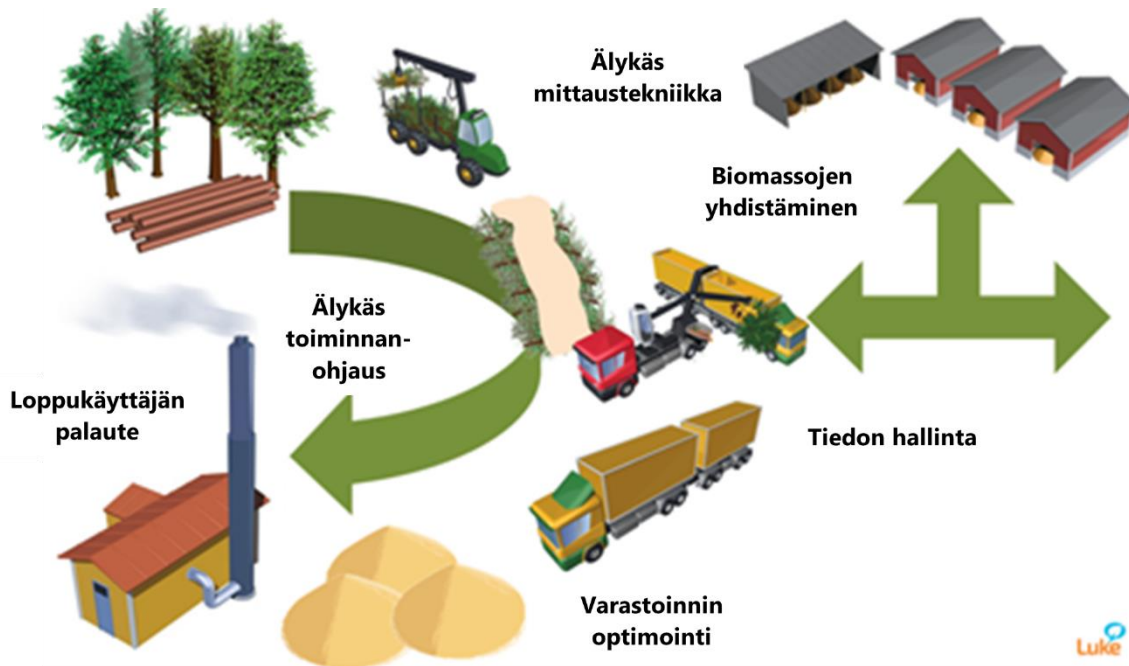 Älykäs
mittaustekniikka
Biomassojen
yhdistäminen
Älykäs
toiminnan-
ohjaus
Loppukäyttäjän
palaute
Tiedon hallinta
Varastoinnin
optimointi
Luke